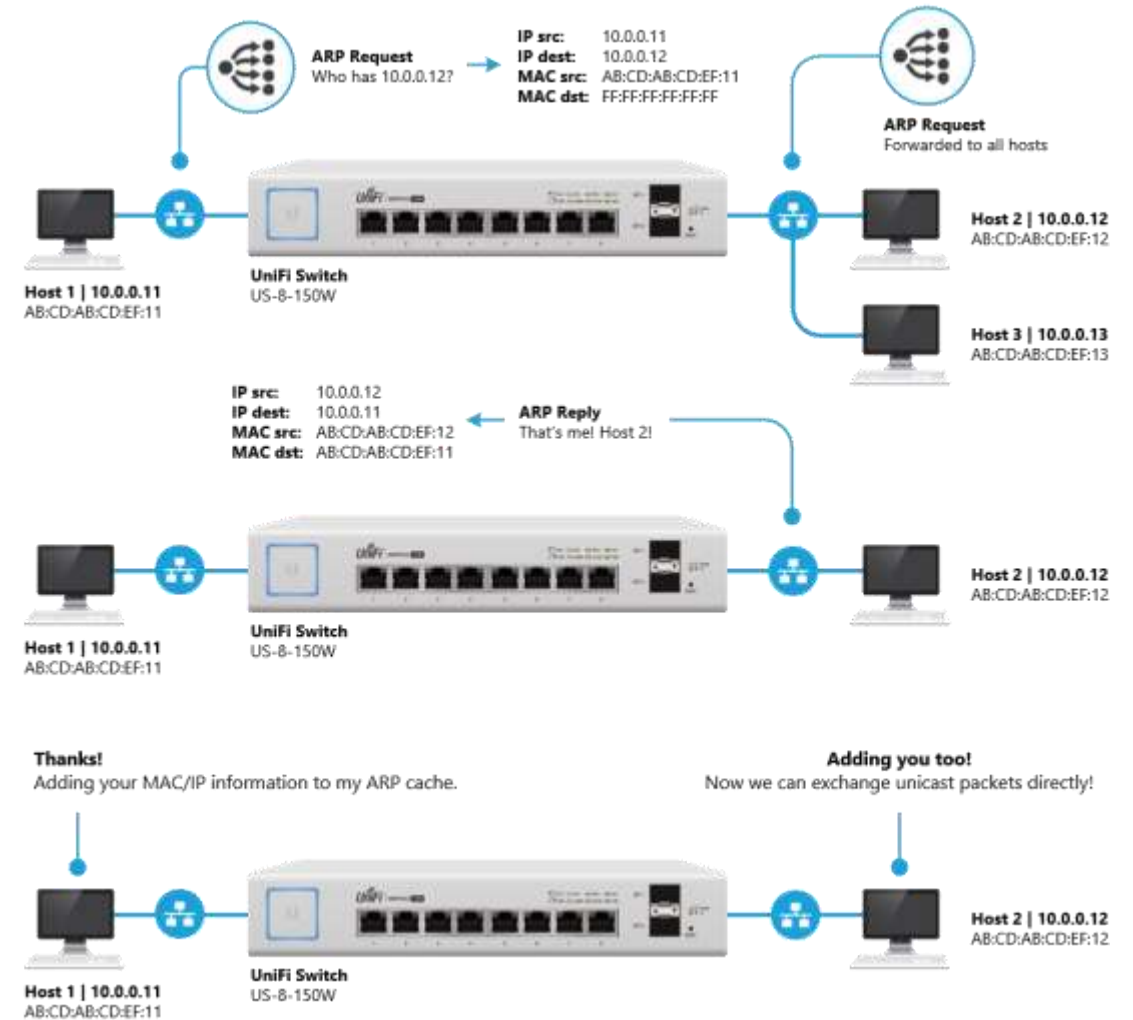 ARP Request
Who has 10.0.0.12?
IP src: 10.0.0.11
IP dest: 10.0.0.12
MAC src: AB:CD:AB:CD:EF:11
MAC dst: FF:FF:FF:FF:FF:FF
ARP Request
Forwarded to all hosts
UniFi
Host 1 | 10.0.0.11
AB:CD:AB:CD:EF:11
UniFi Switch
US-8-150W
Host 2 | 10.0.0.12
AB:CD:AB:CD:EF:12
Host 3 | 10.0.0.13
AB:CD:AB:CD:EF:13
IP src: 10.0.0.12
IP dest: 10.0.0.11
MAC src: AB:CD:AB:CD:EF:12
MAC dst: AB:CD:AB:CD:EF:11
ARP Reply
That's me! Host 2!
UniFi
Host 1 | 10.0.0.11
AB:CD:AB:CD:EF:11
UniFi Switch
US-8-150W
Host 2 | 10.0.0.12
AB:CD:AB:CD:EF:12
Thanks!
Adding your MAC/IP information to my ARP cache.
Adding you too!
Now we can exchange unicast packets directly!
UniFi
Host 1 | 10.0.0.11
AB:CD:AB:CD:EF:11
UniFi Switch
US-8-150W
Host 2 | 10.0.0.12
AB:CD:AB:CD:EF:12